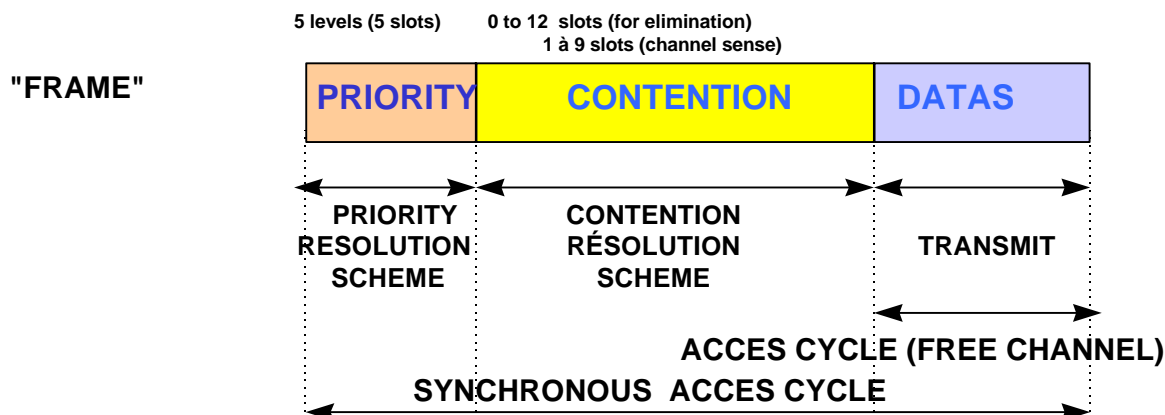 5 levels (5 slots)
0 to 12 slots (for elimination)
1 à 9 slots (channel sense)
"FRAME"
PRIORITY
CONTENTION
DATAS
PRIORITY
RESOLUTION
SCHEME
CONTENTION
RÉSOLUTION
SCHEME
TRANSMIT
ACCES CYCLE (FREE CHANNEL)
SYNCHRONOUS ACCES CYCLE